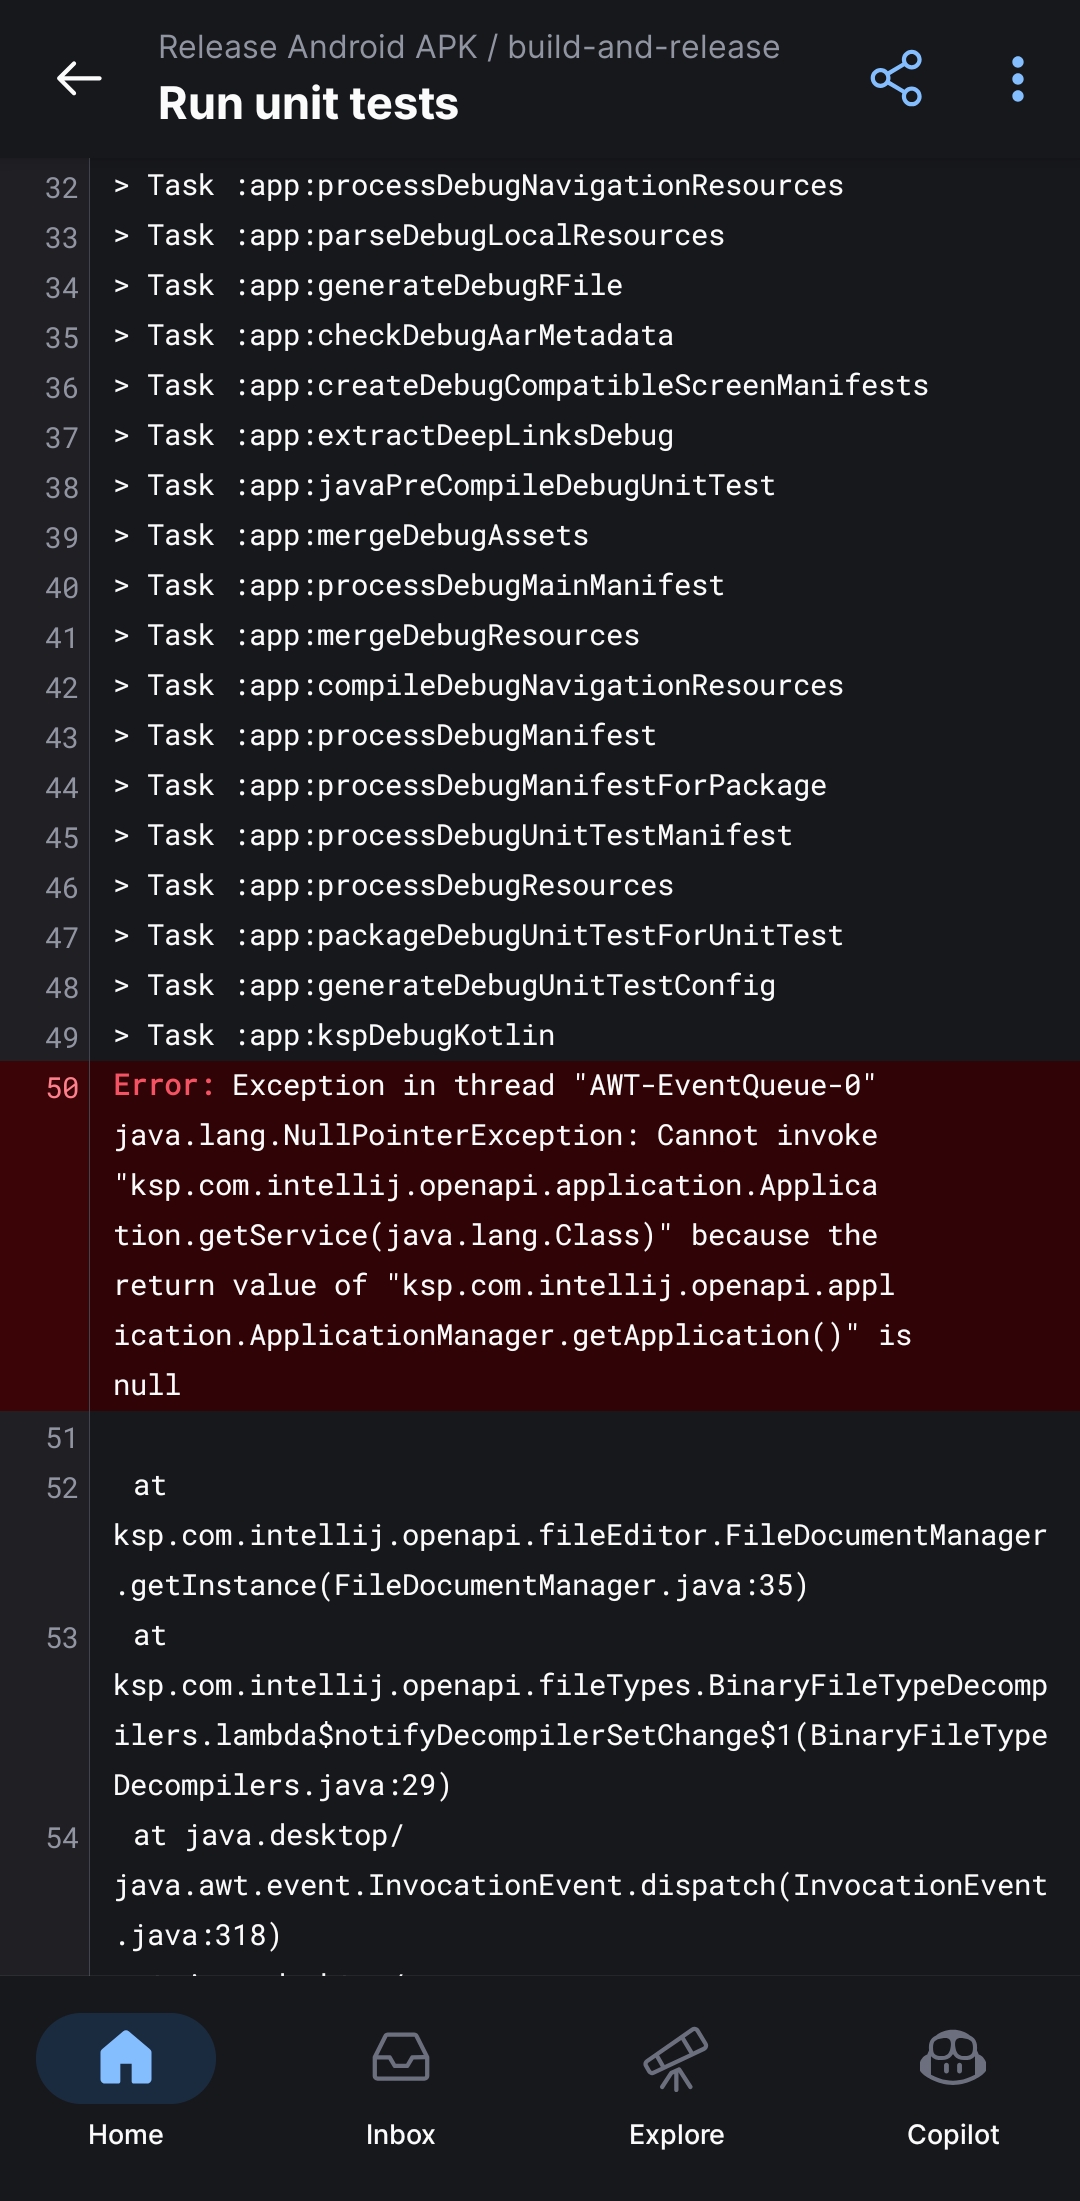 Release Android APK / build-and-release
Run unit tests
32 > Task :app:processDebugNavigationResources
33 > Task :app:parseDebugLocalResources
34 > Task :app:generateDebugRFile
35 > Task :app:checkDebugAarMetadata
36 > Task :app:createDebugCompatibleScreenManifests
37 > Task :app:extractDeepLinksDebug
38 > Task :app:javaPreCompileDebugUnitTest
39 > Task :app:mergeDebugAssets
40 > Task :app:processDebugMainManifest
41 > Task :app:mergeDebugResources
42 > Task :app:compileDebugNavigationResources
43 > Task :app:processDebugManifest
44 > Task :app:processDebugManifestForPackage
45 > Task :app:processDebugUnitTestManifest
46 > Task :app:processDebugResources
47 > Task :app:packageDebugUnitTestForUnitTest
48 > Task :app:generateDebugUnitTestConfig
49 > Task :app:kspDebugKotlin
50 Error: Exception in thread "AWT-EventQueue-0"
java.lang.NullPointerException: Cannot invoke
"ksp.com.intellij.openapi.application.Applica
tion.getService(java.lang.Class)" because the
return value of "ksp.com.intellij.openapi.appl
ication.ApplicationManager.getApplication()" is
null
51
52 at
ksp.com.intellij.openapi.fileEditor.FileDocumentManager
.getInstance(FileDocumentManager.java:35)
53 at
ksp.com.intellij.openapi.fileTypes.BinaryFileTypeDecomp
ilers.lambda$notifyDecompilerSetChange$1(BinaryFileType
Decompilers.java:29)
54 at java.desktop/
java.awt.event.InvocationEvent.dispatch(InvocationEvent
.java:318)
Home
Inbox
Explore
Copilot